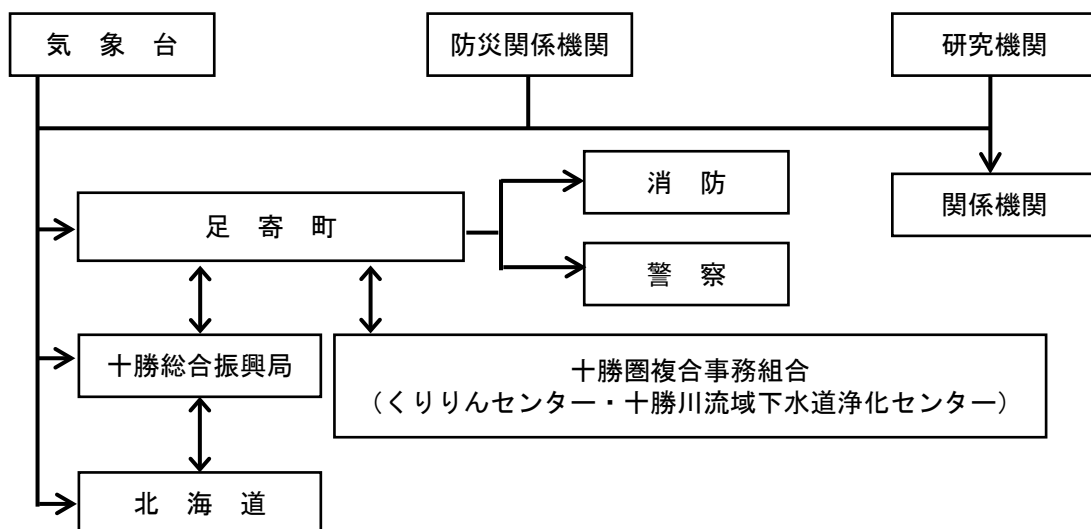 気 象 台
防災関係機関
研究機関
消 防
関係機関
足 寄 町
警 察
十勝総合振興局
十勝圏複合事務組合
（くりりんセンター・十勝川流域下水道浄化センター）
北 海 道